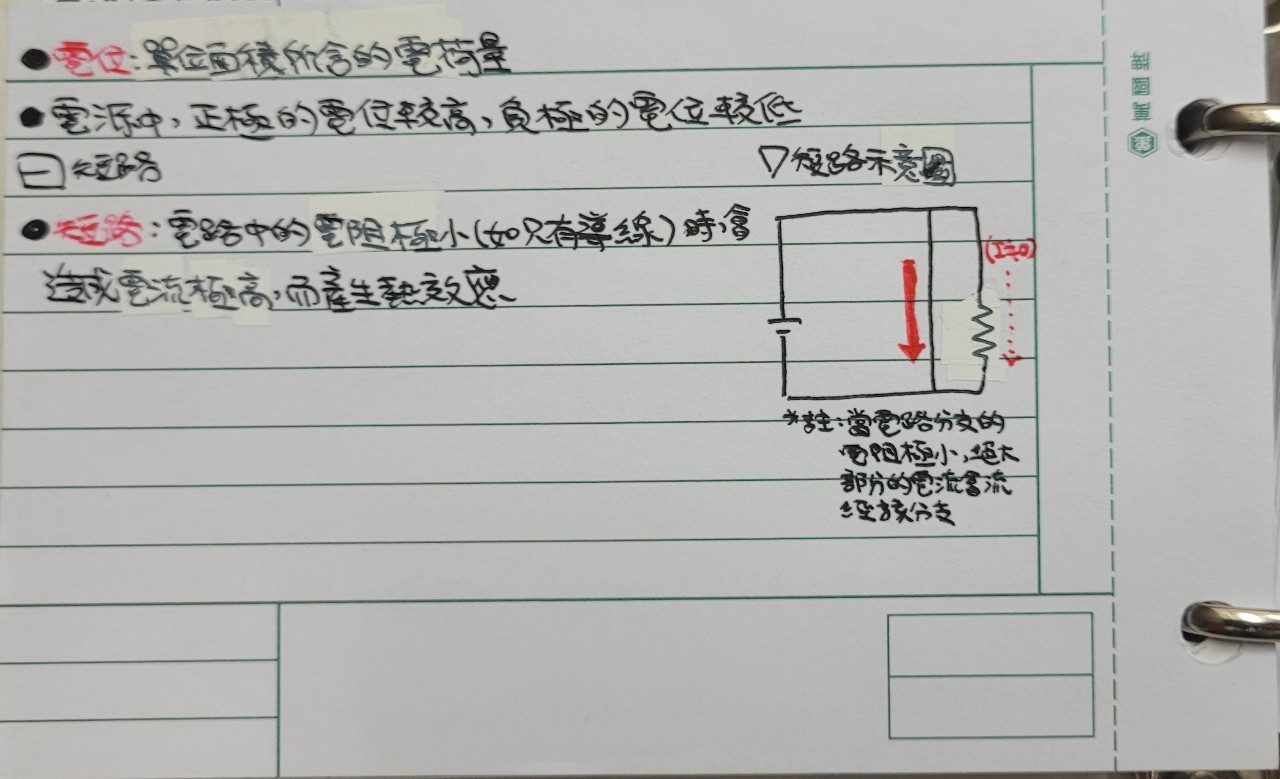 ●電位:單位面積所含的電荷量
●電源中,正極的電位較高,負極的電位較低
日短路
▽短路示意圖
●短路:電路中的電阻極小(如只有導線)時,會
造成電流極高,而產生熱效應
(I≒0)
*註:當電路分支的
電阻極小,絕大
部分的電流會流
經該分支